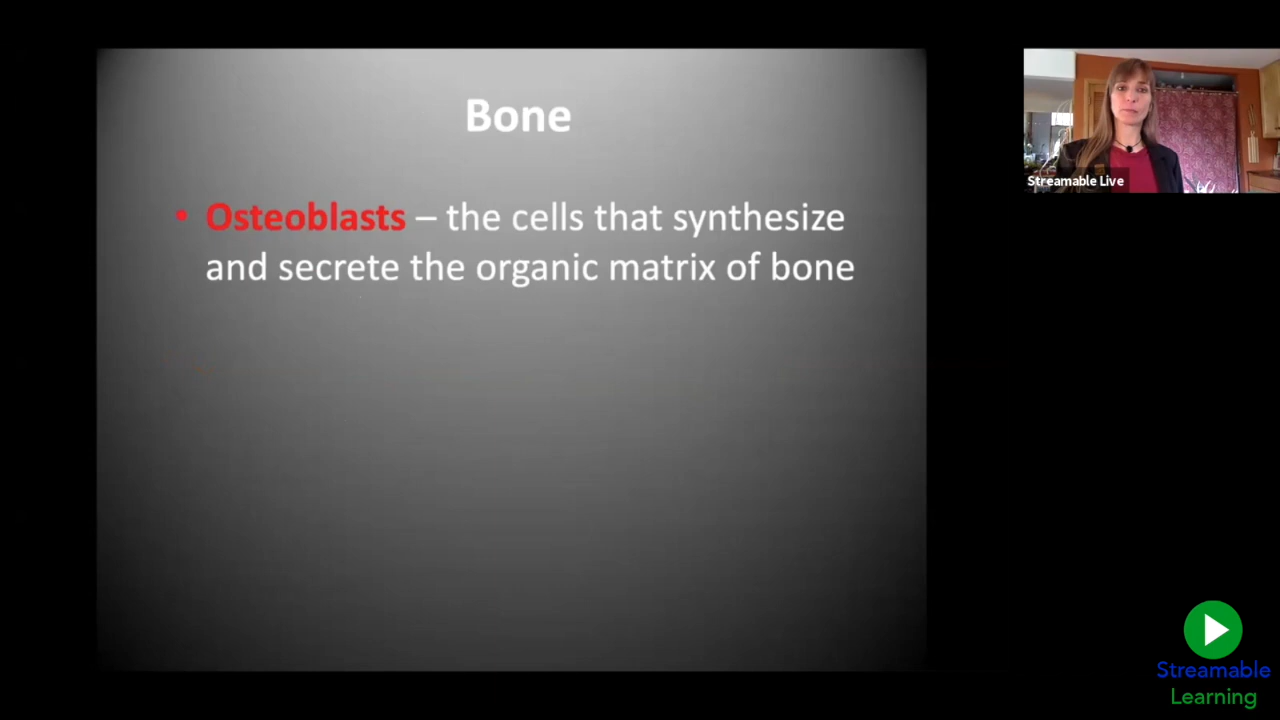 Bone
• Osteoblasts – the cells that synthesize
and secrete the organic matrix of bone
Streamable Live
Streamable
Learning